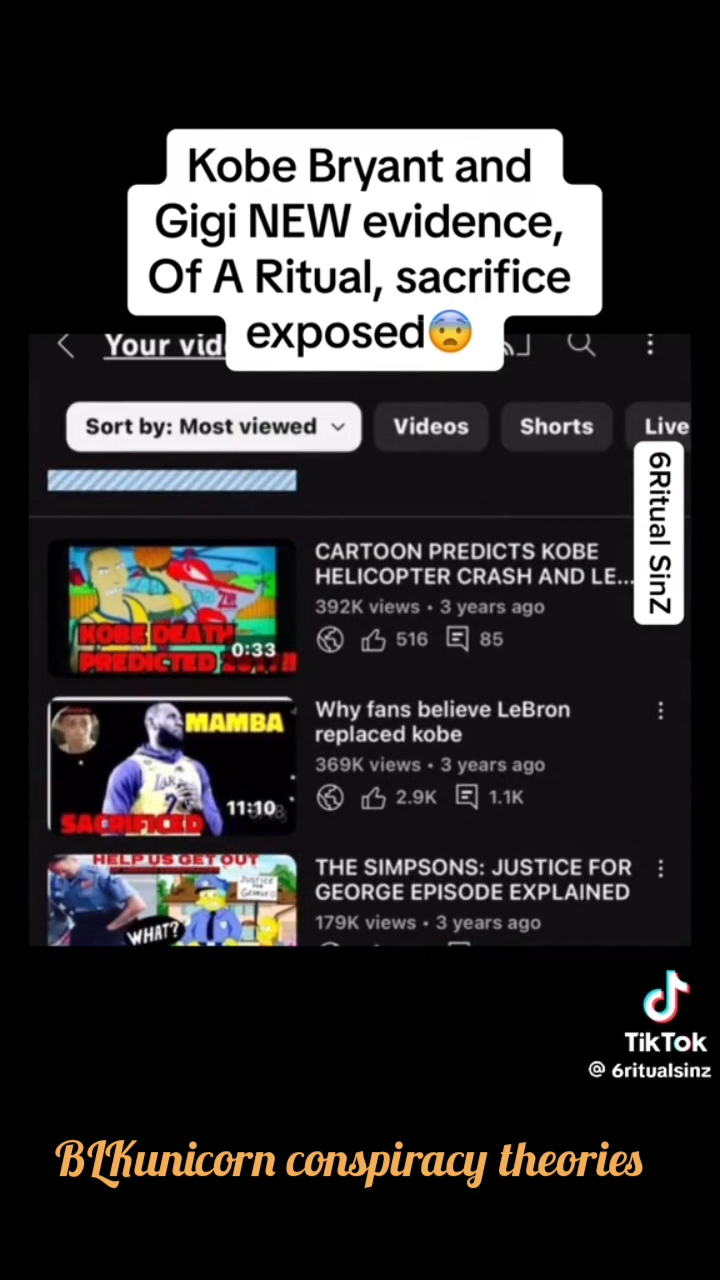 Kobe Bryant and
Gigi NEW evidence,
Of A Ritual, sacrifice
exposed😨
Your vid
Sort by: Most viewed
Videos
Shorts
Live
6Ritual SinZ
KOBE DEATH
PREDICTED 2017!!
0:33
CARTOON PREDICTS KOBE
HELICOPTER CRASH AND LE...
392K views • 3 years ago
516
85
MAMBA
SACRIFICED
11:10
Why fans believe LeBron
replaced kobe
369K views • 3 years ago
2.9K
1.1K
HELP US GET OUT
JUSTICE
FOR
GEORGE
WHAT?
THE SIMPSONS: JUSTICE FOR
GEORGE EPISODE EXPLAINED
179K views • 3 years ago
TikTok
@ 6ritualsinz
BLKunicorn conspiracy theories